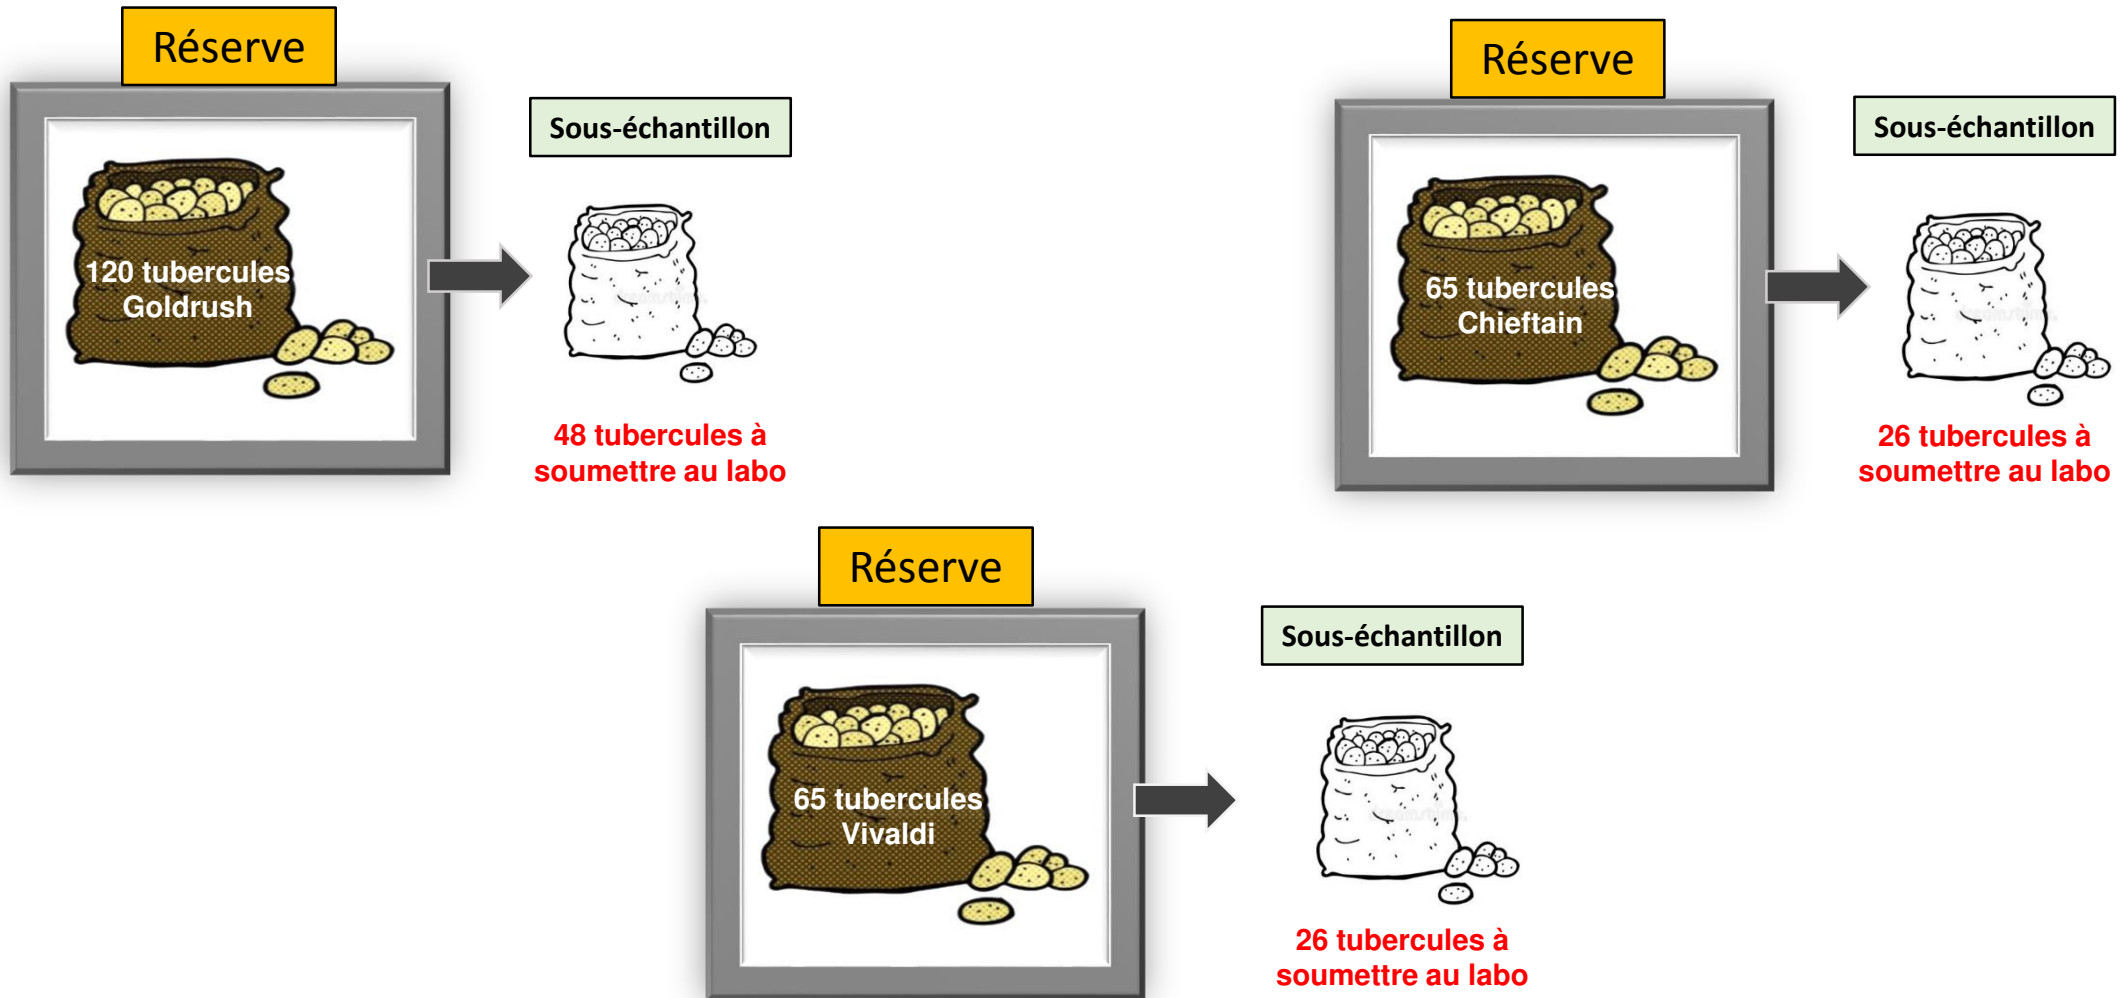 Réserve
Sous-échantillon
120 tubercules
Goldrush
48 tubercules à
soumettre au labo
Réserve
Sous-échantillon
65 tubercules
Chieftain
26 tubercules à
soumettre au labo
Réserve
Sous-échantillon
65 tubercules
Vivaldi
26 tubercules à
soumettre au labo